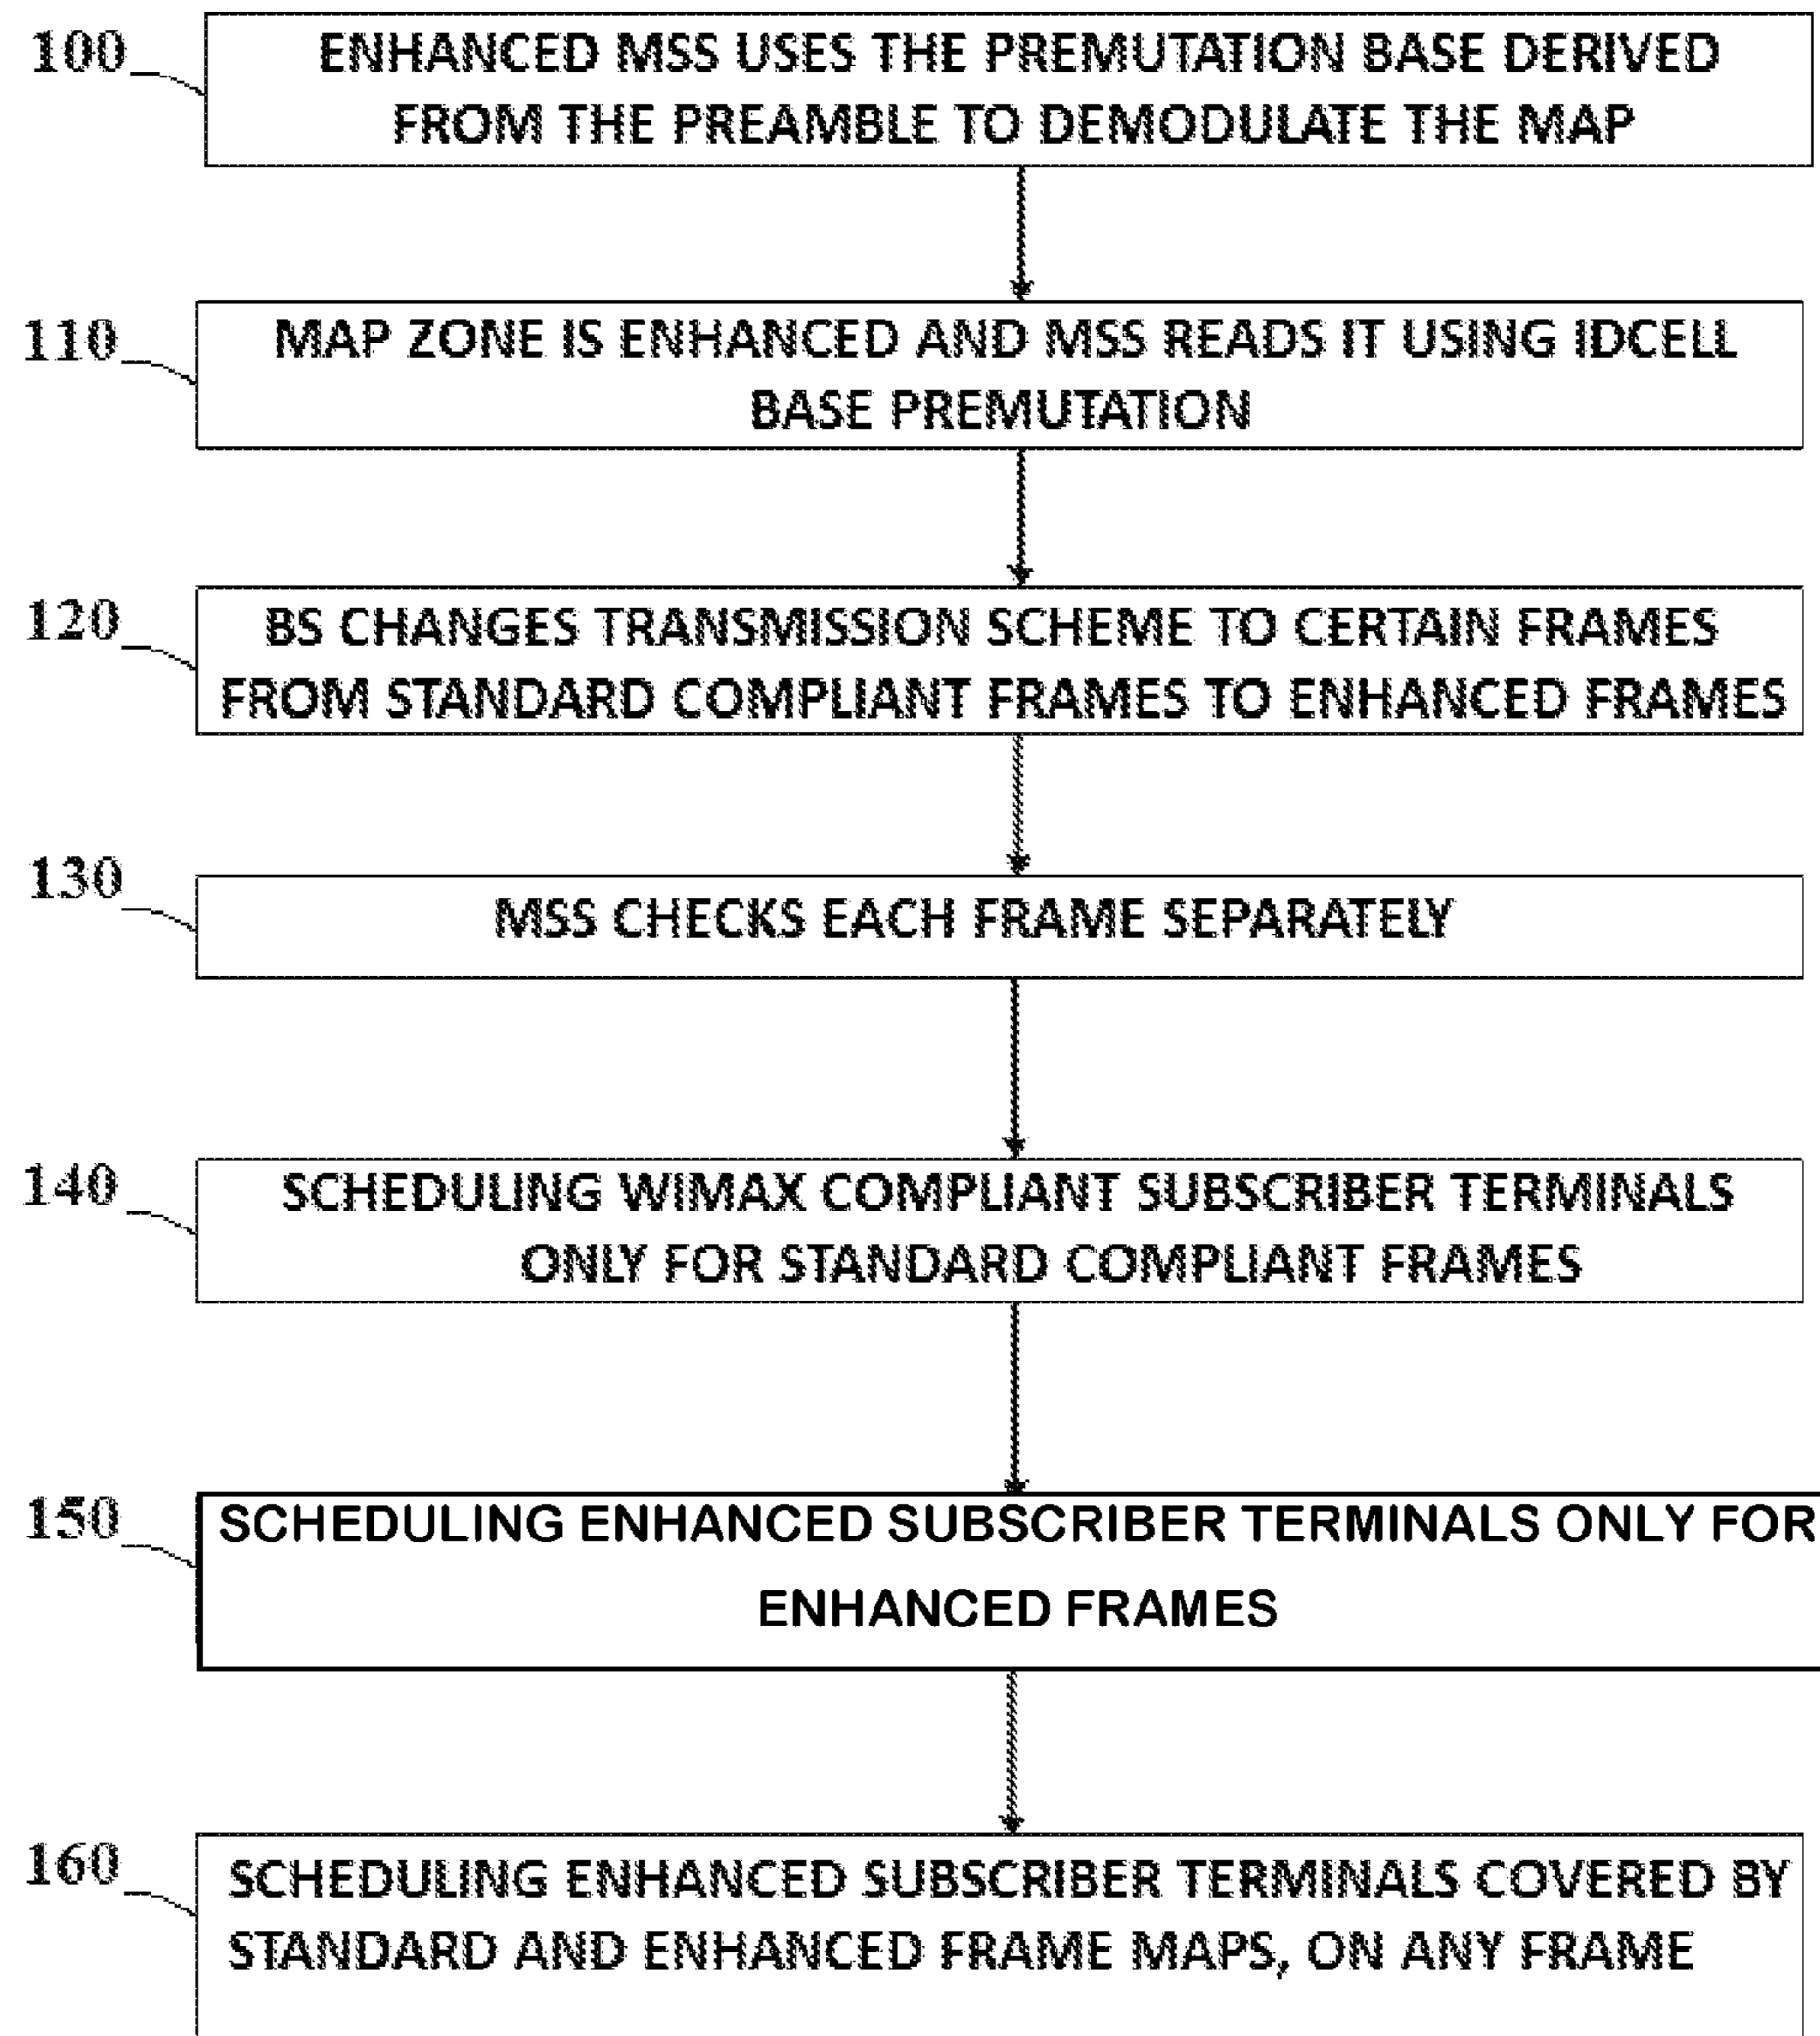 100
ENHANCED MSS USES THE PREMUTATION BASE DERIVED
FROM THE PREAMBLE TO DEMODULATE THE MAP
110
MAP ZONE IS ENHANCED AND MSS READS IT USING IDCELL
BASE PREMUTATION
120
BS CHANGES TRANSMISSION SCHEME TO CERTAIN FRAMES
FROM STANDARD COMPLIANT FRAMES TO ENHANCED FRAMES
130
MSS CHECKS EACH FRAME SEPARATELY
140
SCHEDULING WIMAX COMPLIANT SUBSCRIBER TERMINALS
ONLY FOR STANDARD COMPLIANT FRAMES
150
SCHEDULING ENHANCED SUBSCRIBER TERMINALS ONLY FOR
ENHANCED FRAMES
160
SCHEDULING ENHANCED SUBSCRIBER TERMINALS COVERED BY
STANDARD AND ENHANCED FRAME MAPS, ON ANY FRAME